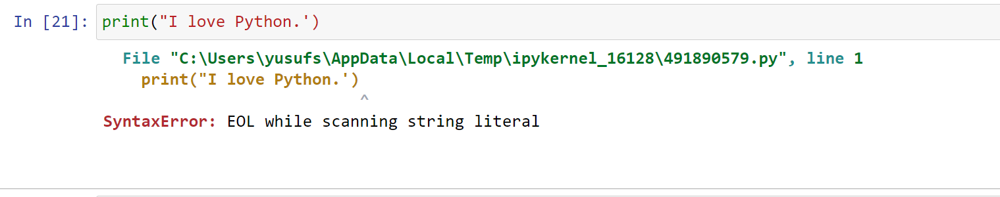 In [21]: print("I love Python.')
File "C:\Users\yusufs\AppData\Local\Temp\ipykernel_16128\491890579.py", line 1
print("I love Python.')
^
SyntaxError: EOL while scanning string literal